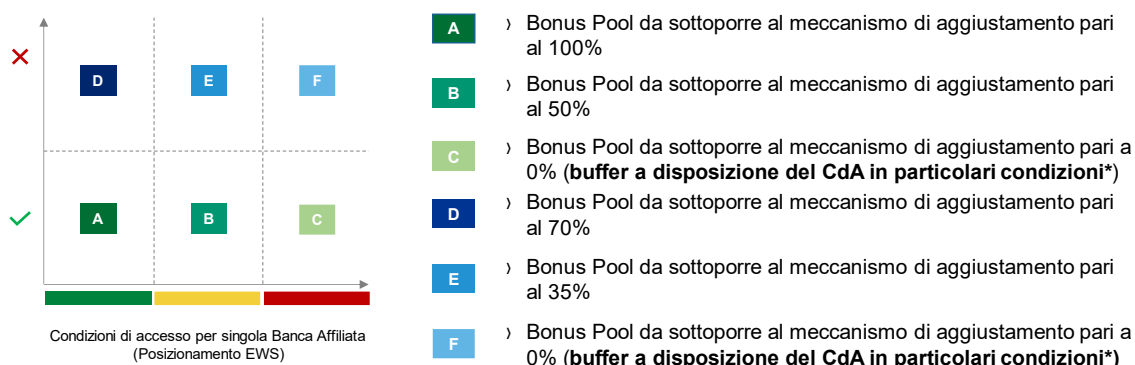 D
E
F
A
B
C
Condizioni di accesso per singola Banca Affiliata
(Posizionamento EWS)
A
› Bonus Pool da sottoporre al meccanismo di aggiustamento pari
al 100%
B
› Bonus Pool da sottoporre al meccanismo di aggiustamento pari
al 50%
C
› Bonus Pool da sottoporre al meccanismo di aggiustamento pari a
0% (buffer a disposizione del CdA in particolari condizioni*)
D
› Bonus Pool da sottoporre al meccanismo di aggiustamento pari
al 70%
E
› Bonus Pool da sottoporre al meccanismo di aggiustamento pari
al 35%
F
› Bonus Pool da sottoporre al meccanismo di aggiustamento pari a
0% (buffer a disposizione del CdA in particolari condizioni*)